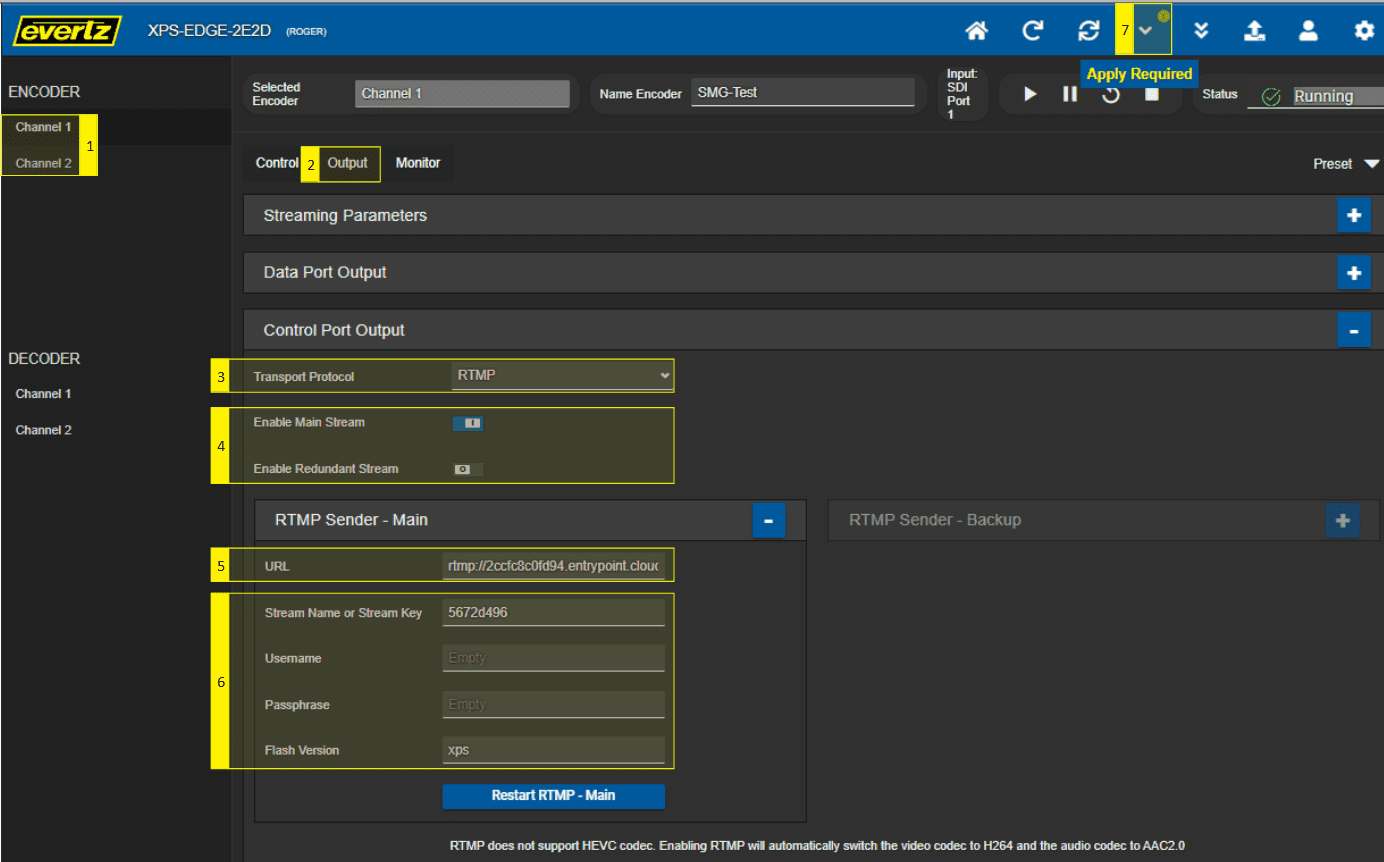 evertz
XPS-EDGE-2E2D (ROGER)
7
Apply Required
ENCODER
Channel 1
1
Channel 2
DECODER
Channel 1
Channel 2
Selected Encoder Channel 1
Name Encoder SMG-Test
Input:
SDI
Port
1
Status Running
Control 2 Output Monitor
Preset
Streaming Parameters
Data Port Output
Control Port Output
3 Transport Protocol RTMP
4
Enable Main Stream
Enable Redundant Stream
RTMP Sender - Main
RTMP Sender - Backup
5 URL rtmp://2ccfc8c0fd94.entrypoint.clouc
6
Stream Name or Stream Key 5672d496
Username Empty
Passphrase Empty
Flash Version xps
Restart RTMP - Main
RTMP does not support HEVC codec. Enabling RTMP will automatically switch the video codec to H264 and the audio codec to AAC2.0